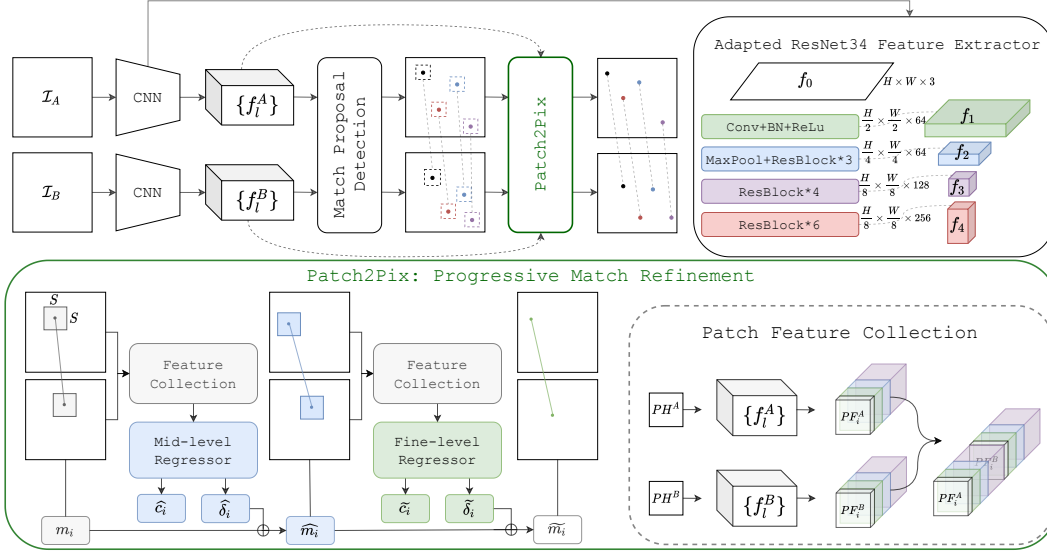 I_A
CNN
{f_l^A}
Match Proposal
Detection
Patch2Pix
I_B
CNN
{f_l^B}
Adapted ResNet34 Feature Extractor
f_0
H × W × 3
Conv+BN+ReLu
H/2 × W/2 × 64
f_1
MaxPool+ResBlock*3
H/4 × W/4 × 64
f_2
ResBlock*4
H/8 × W/8 × 128
f_3
ResBlock*6
H/8 × W/8 × 256
f_4
Patch2Pix: Progressive Match Refinement
S
S
Feature
Collection
Mid-level
Regressor
ĉ_i
δ̂_i
m_i
m̂_i
Feature
Collection
Fine-level
Regressor
c̃_i
δ̃_i
m̃_i
Patch Feature Collection
PH^A
{f_l^A}
PF_i^A
PH^B
{f_l^B}
PF_i^B
PF_i^B
PF_i^A